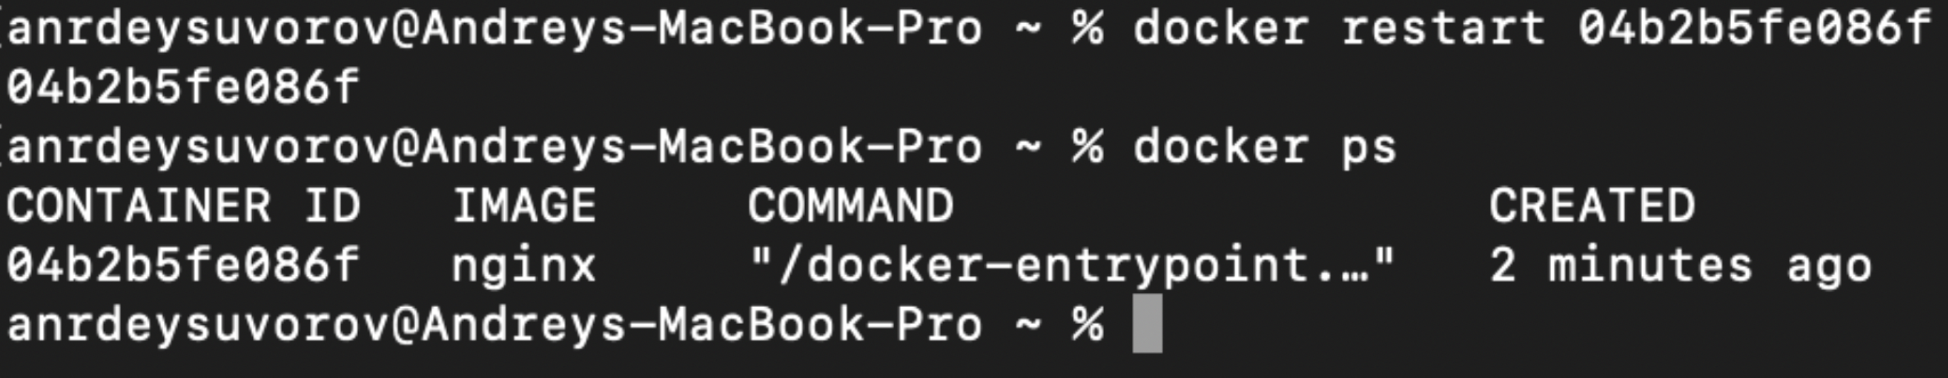 anrdeysuvorov@Andreys-MacBook-Pro ~ % docker restart 04b2b5fe086f
04b2b5fe086f
anrdeysuvorov@Andreys-MacBook-Pro ~ % docker ps
CONTAINER ID   IMAGE     COMMAND                  CREATED
04b2b5fe086f   nginx     "/docker-entrypoint.…"   2 minutes ago
anrdeysuvorov@Andreys-MacBook-Pro ~ %